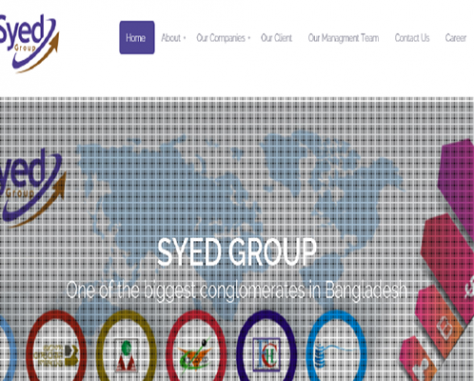 Syed
Group
Home About Our Companies Our Client Our Managment Team Contact Us Career
yed
Group
SYED GROUP
One of the biggest conglomerates in Bangladesh